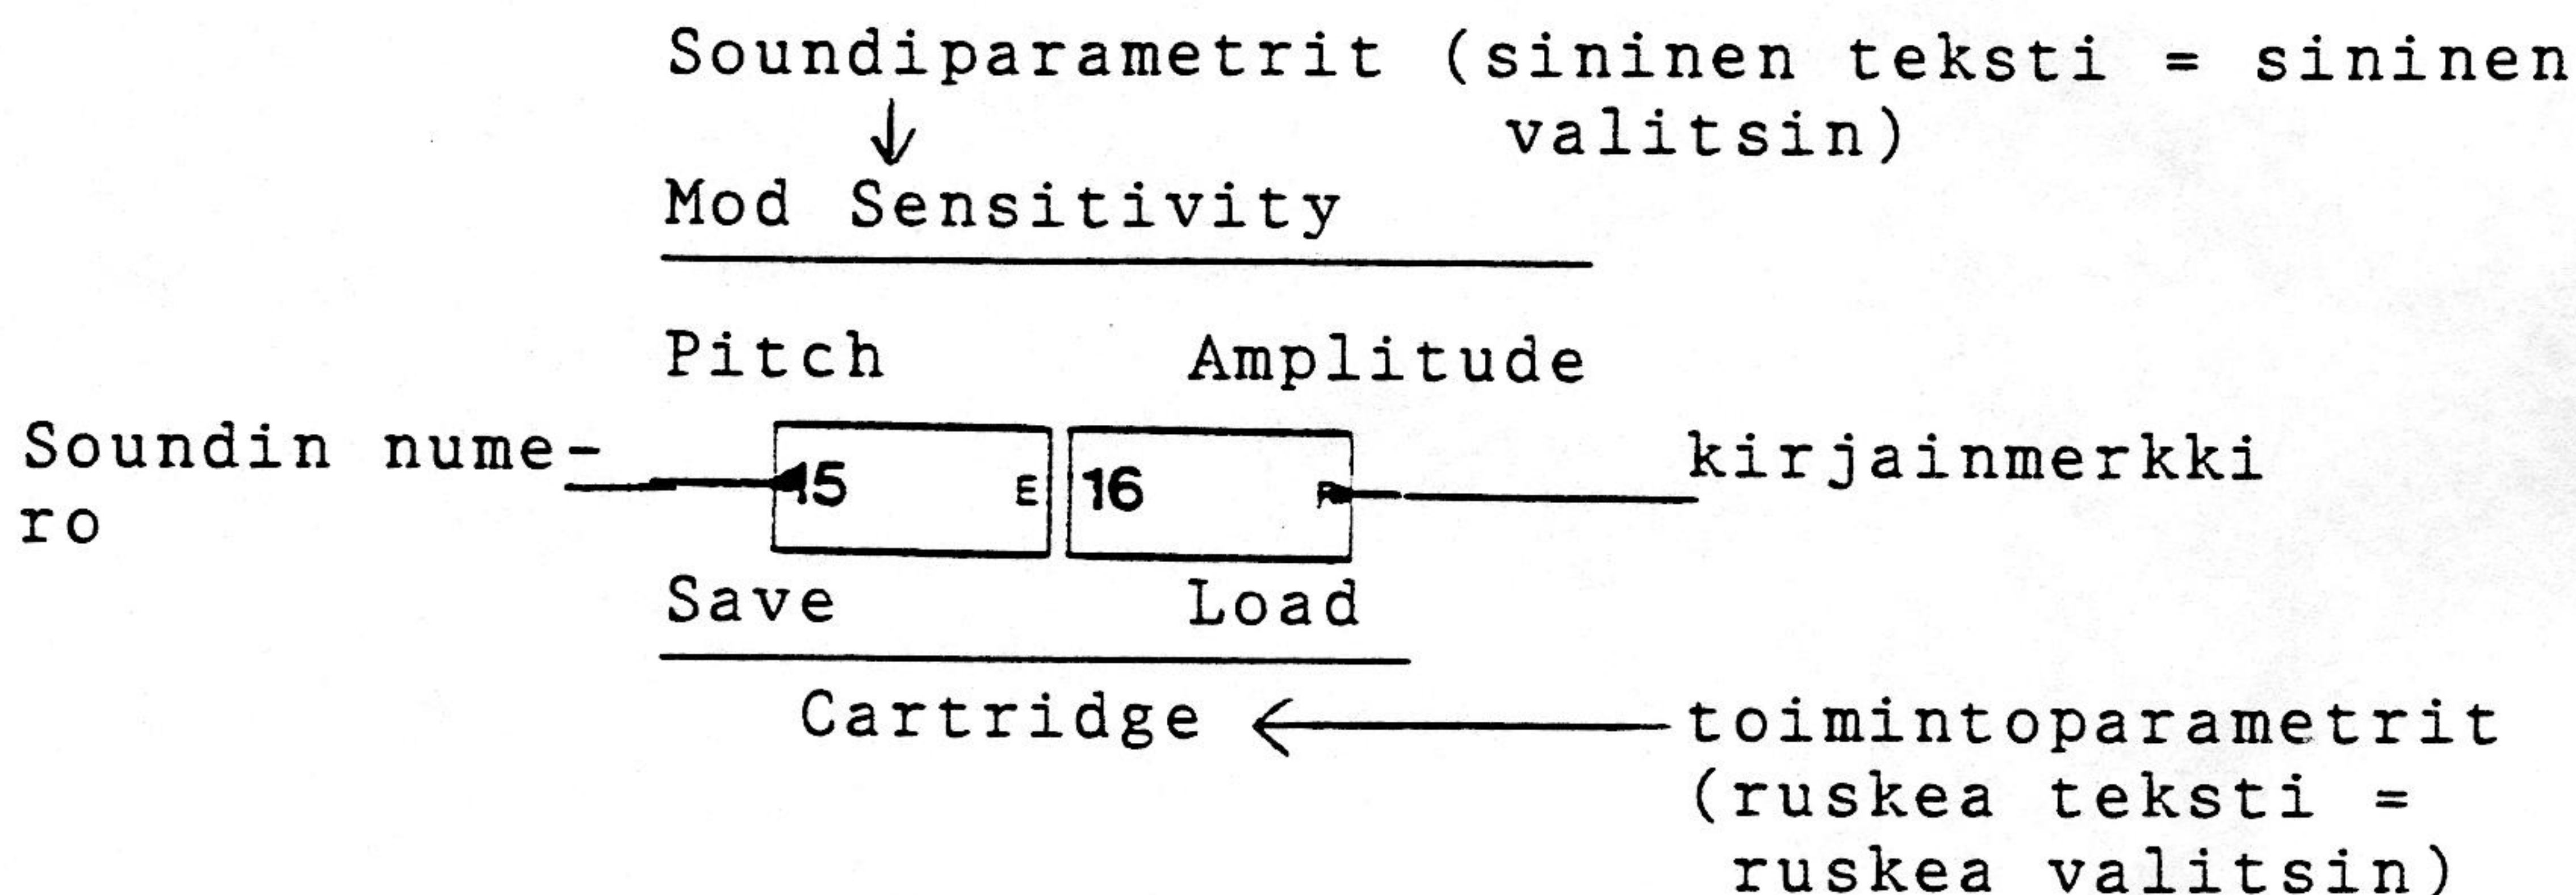 Soundiparametrit (sininen teksti = sininen
valitsin)
Mod Sensitivity
Pitch Amplitude
Soundin nume-
ro
15 E 16 R
kirjainmerkki
Save Load
Cartridge
toimintoparametrit
(ruskea teksti =
ruskea valitsin)